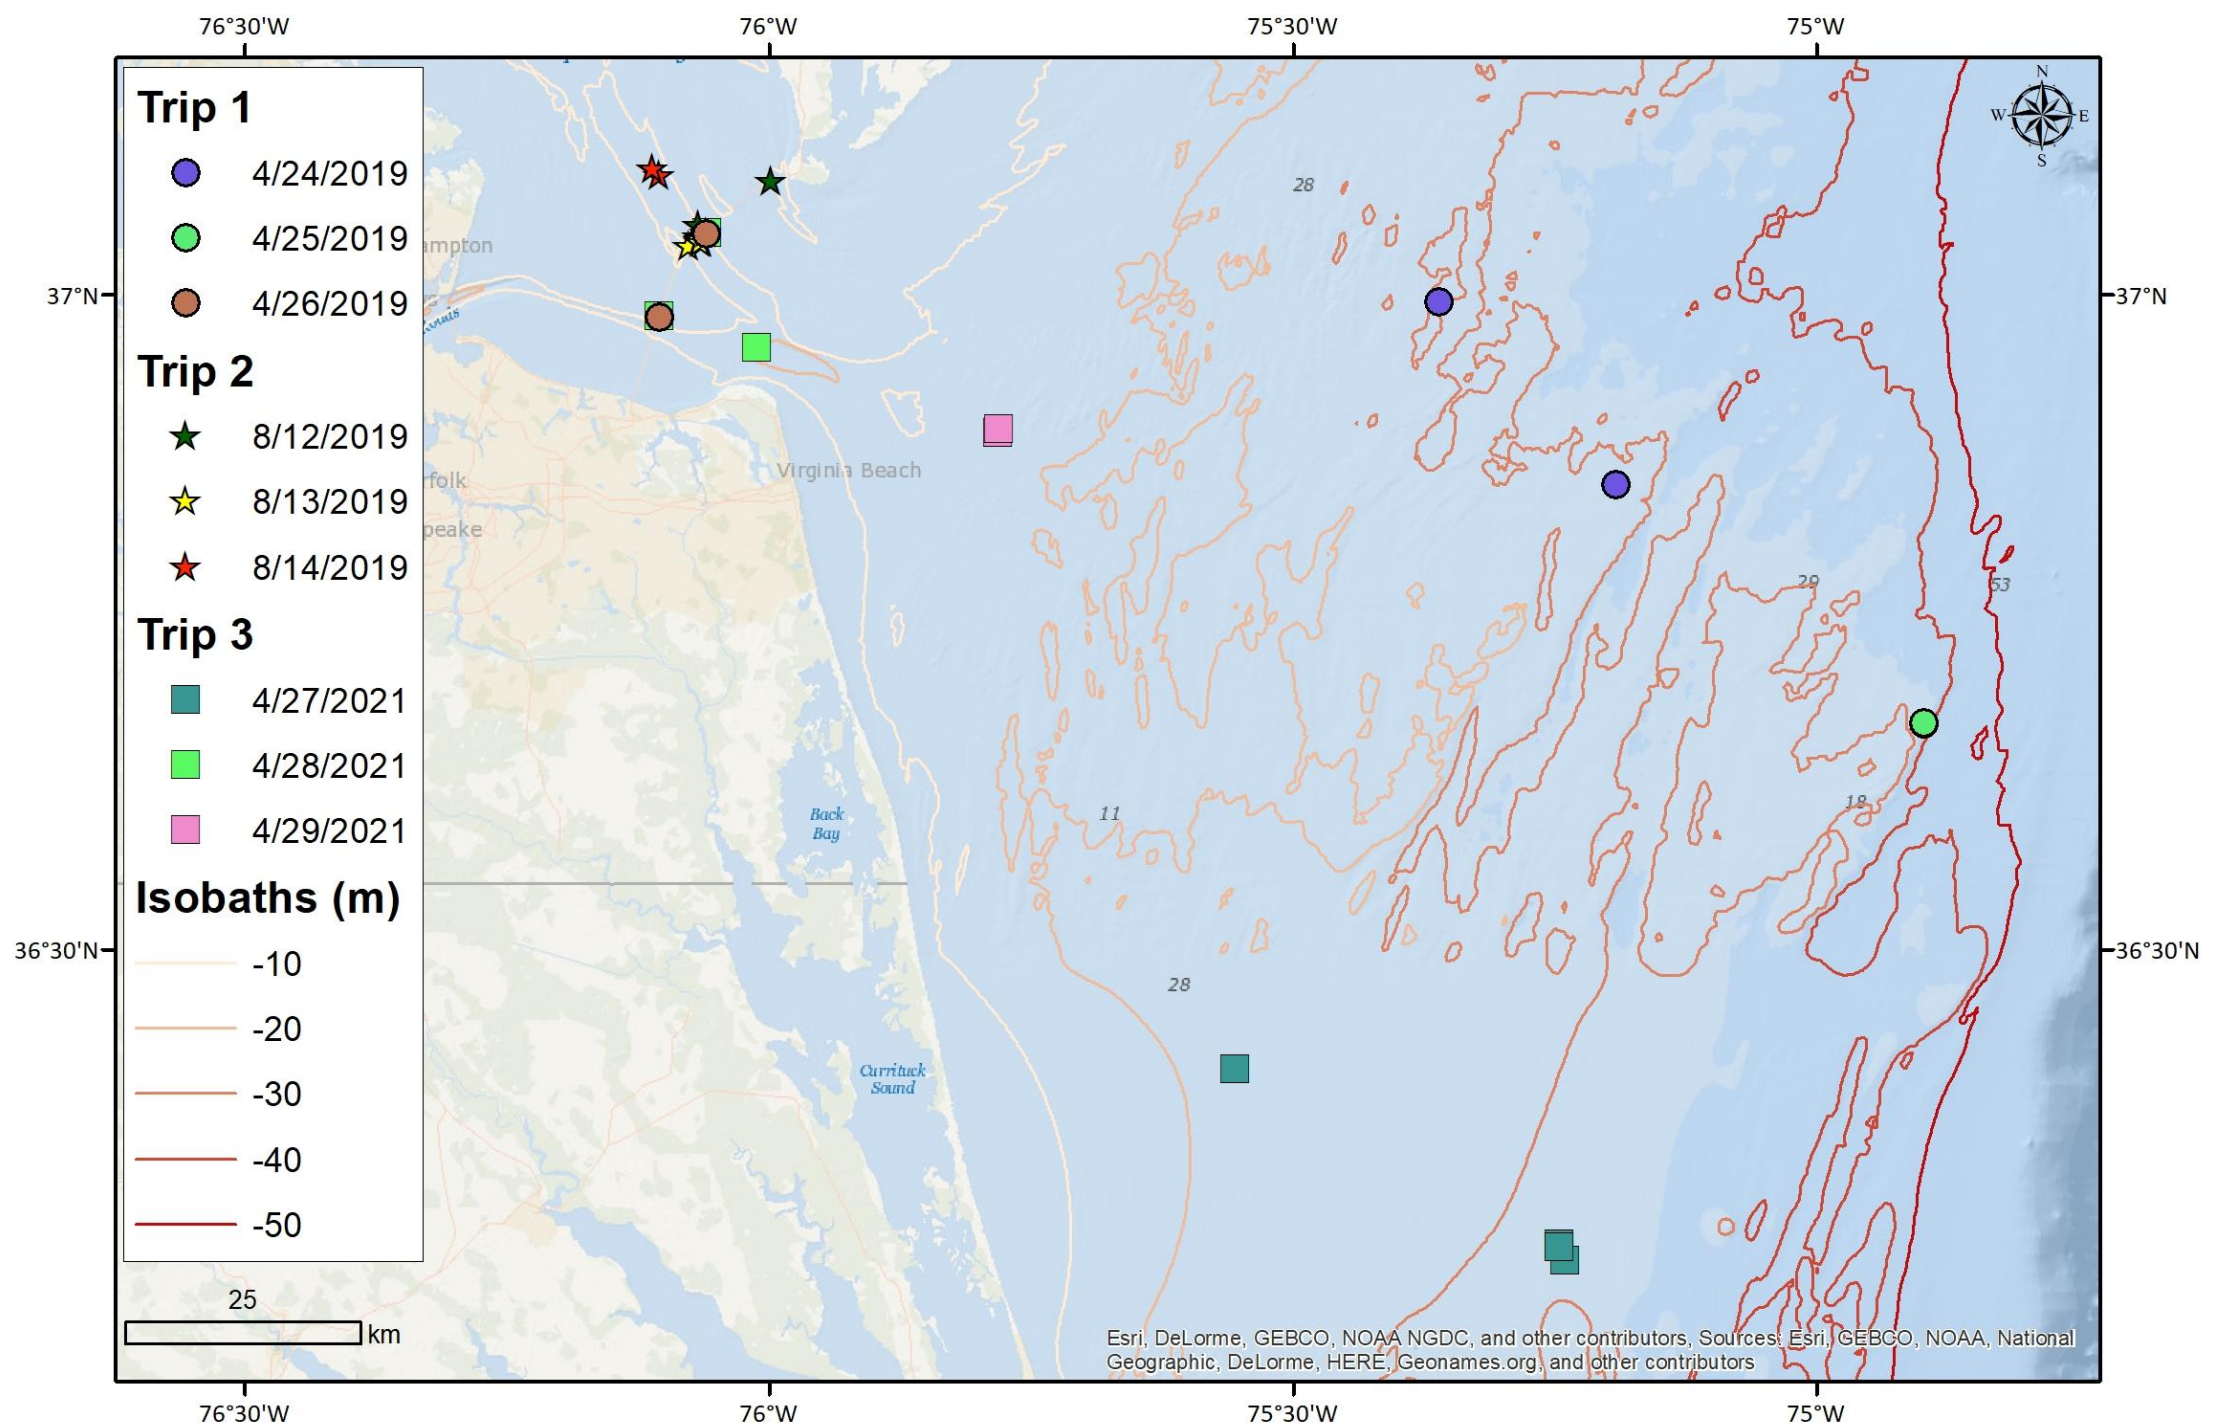 76°30'W 76°W 75°30'W 75°W
N
W E
S
Trip 1
4/24/2019
4/25/2019
4/26/2019
Trip 2
8/12/2019
8/13/2019
8/14/2019
Trip 3
4/27/2021
4/28/2021
4/29/2021
Isobaths (m)
-10
-20
-30
-40
-50
25
km
28
ampton
37°N 37°N
Roads
Virginia Beach
folk
peake
29
53
18
11
Back
Bay
36°30'N 36°30'N
28
Currituck
Sound
Esri, DeLorme, GEBCO, NOAA NGDC, and other contributors, Sources: Esri, GEBCO, NOAA, National
Geographic, DeLorme, HERE, Geonames.org, and other contributors
76°30'W 76°W 75°30'W 75°W